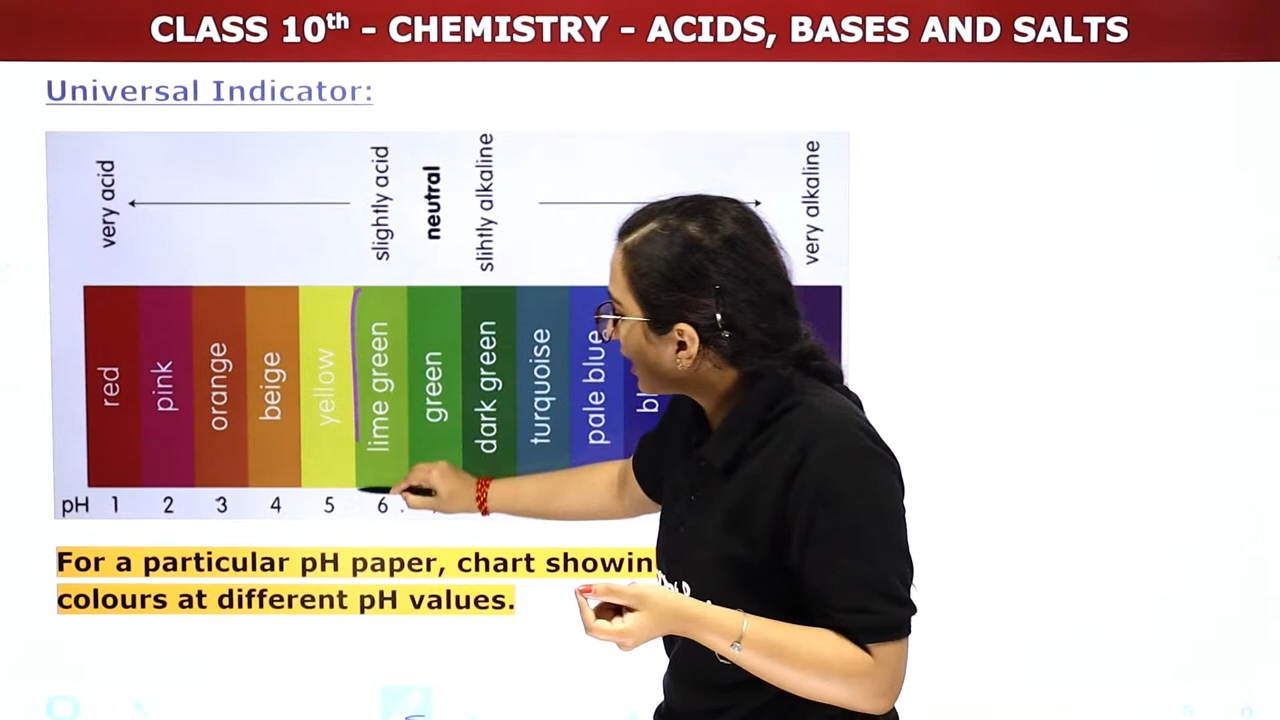 CLASS 10th - CHEMISTRY - ACIDS, BASES AND SALTS
Universal Indicator:
very acid
slightly acid
neutral
slihtly alkaline
very alkaline
red
pink
orange
beige
yellow
lime green
green
dark green
turquoise
pale blue
pH 1 2 3 4 5 6
For a particular pH paper, chart showin
colours at different pH values.